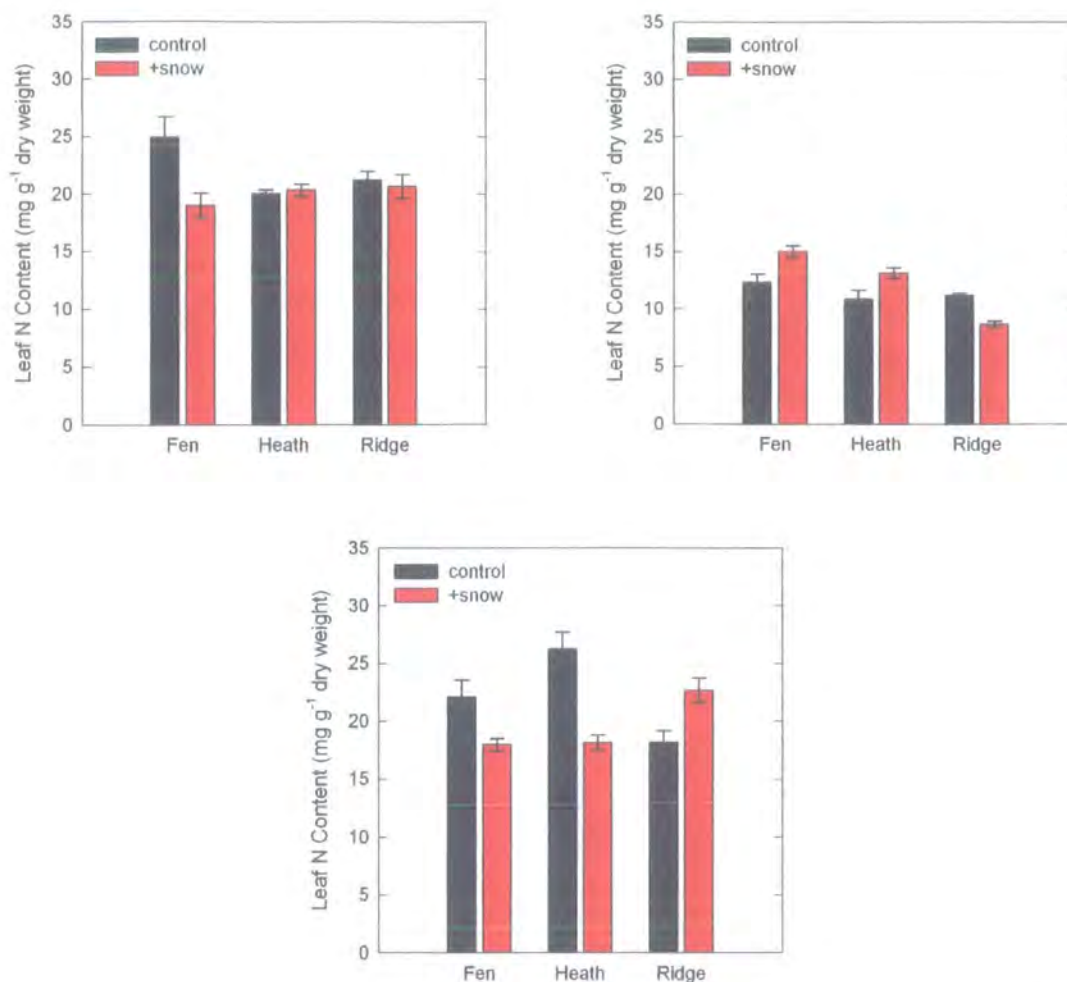 35
30
25
20
15
10
5
0
Leaf N Content (mg g⁻¹ dry weight)
control
+snow
Fen Heath Ridge
35
30
25
20
15
10
5
0
Leaf N Content (mg g⁻¹ dry weight)
control
+snow
Fen Heath Ridge
35
30
25
20
15
10
5
0
Leaf N Content (mg g⁻¹ dry weight)
control
+snow
Fen Heath Ridge